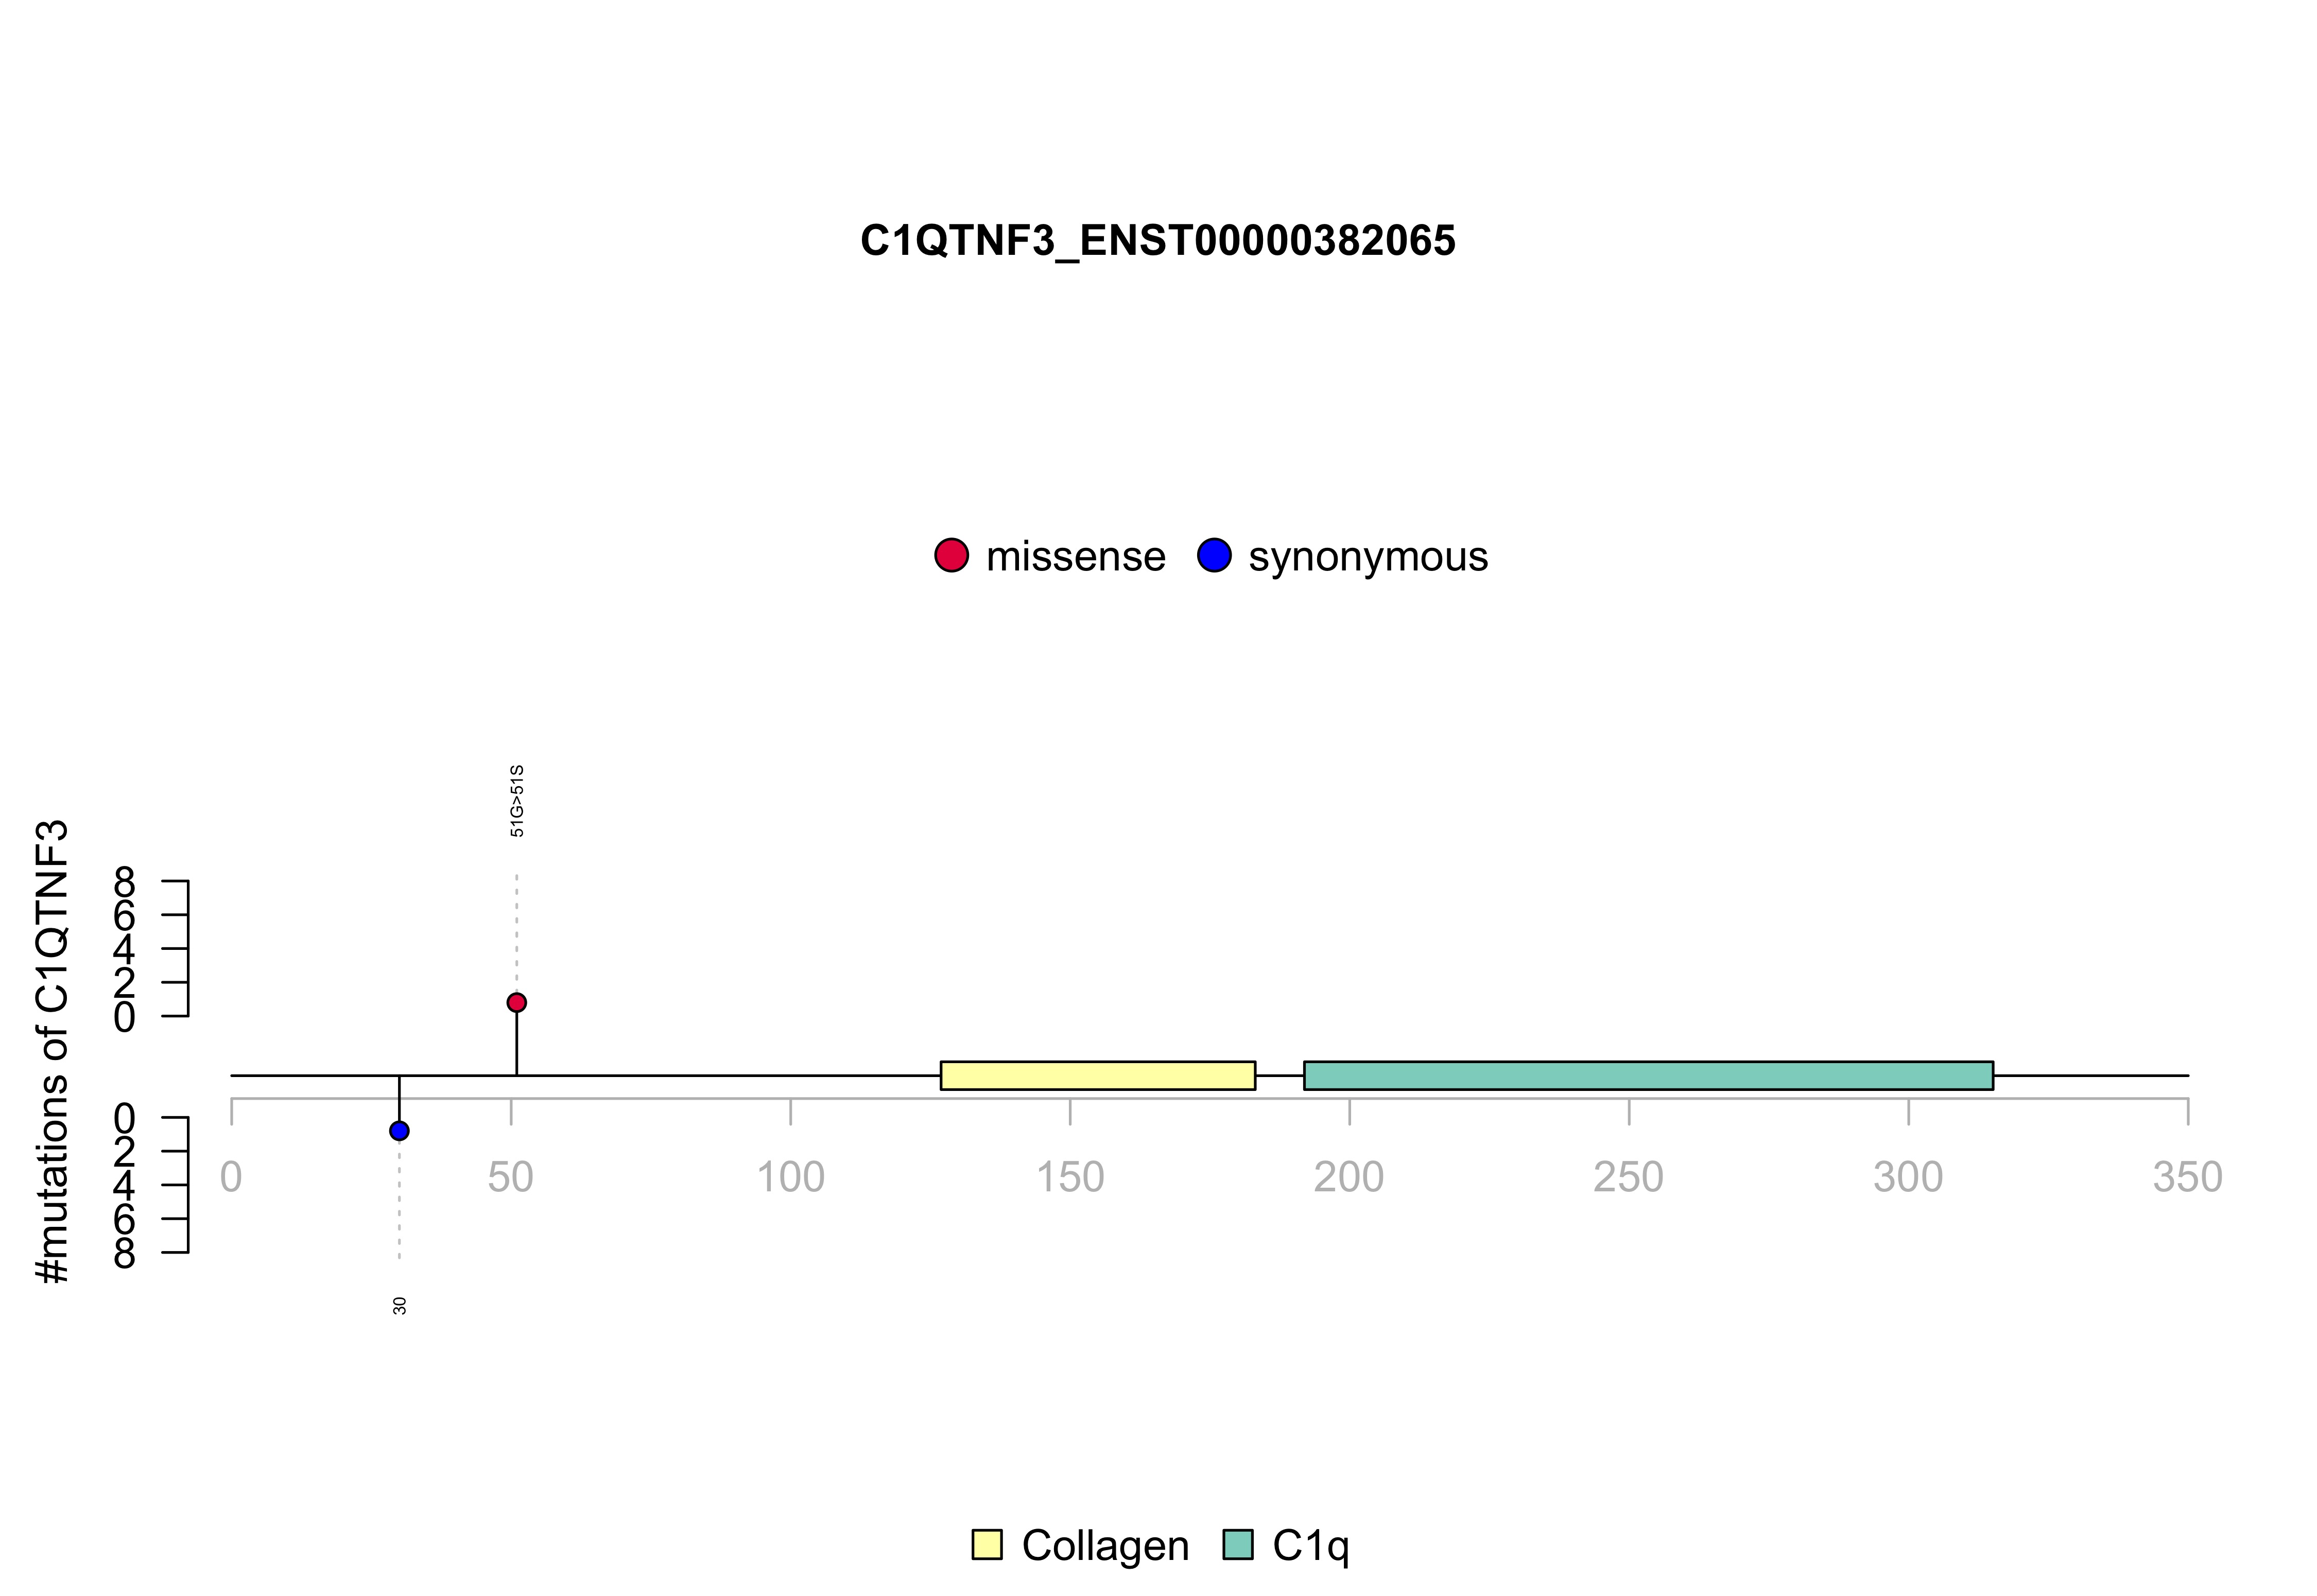 C1QTNF3_ENST00000382065
missense synonymous
51G>51S
#mutations of C1QTNF3
8
6
4
2
0
0
2
4
6
8
0 50 100 150 200 250 300 350
30
Collagen C1q